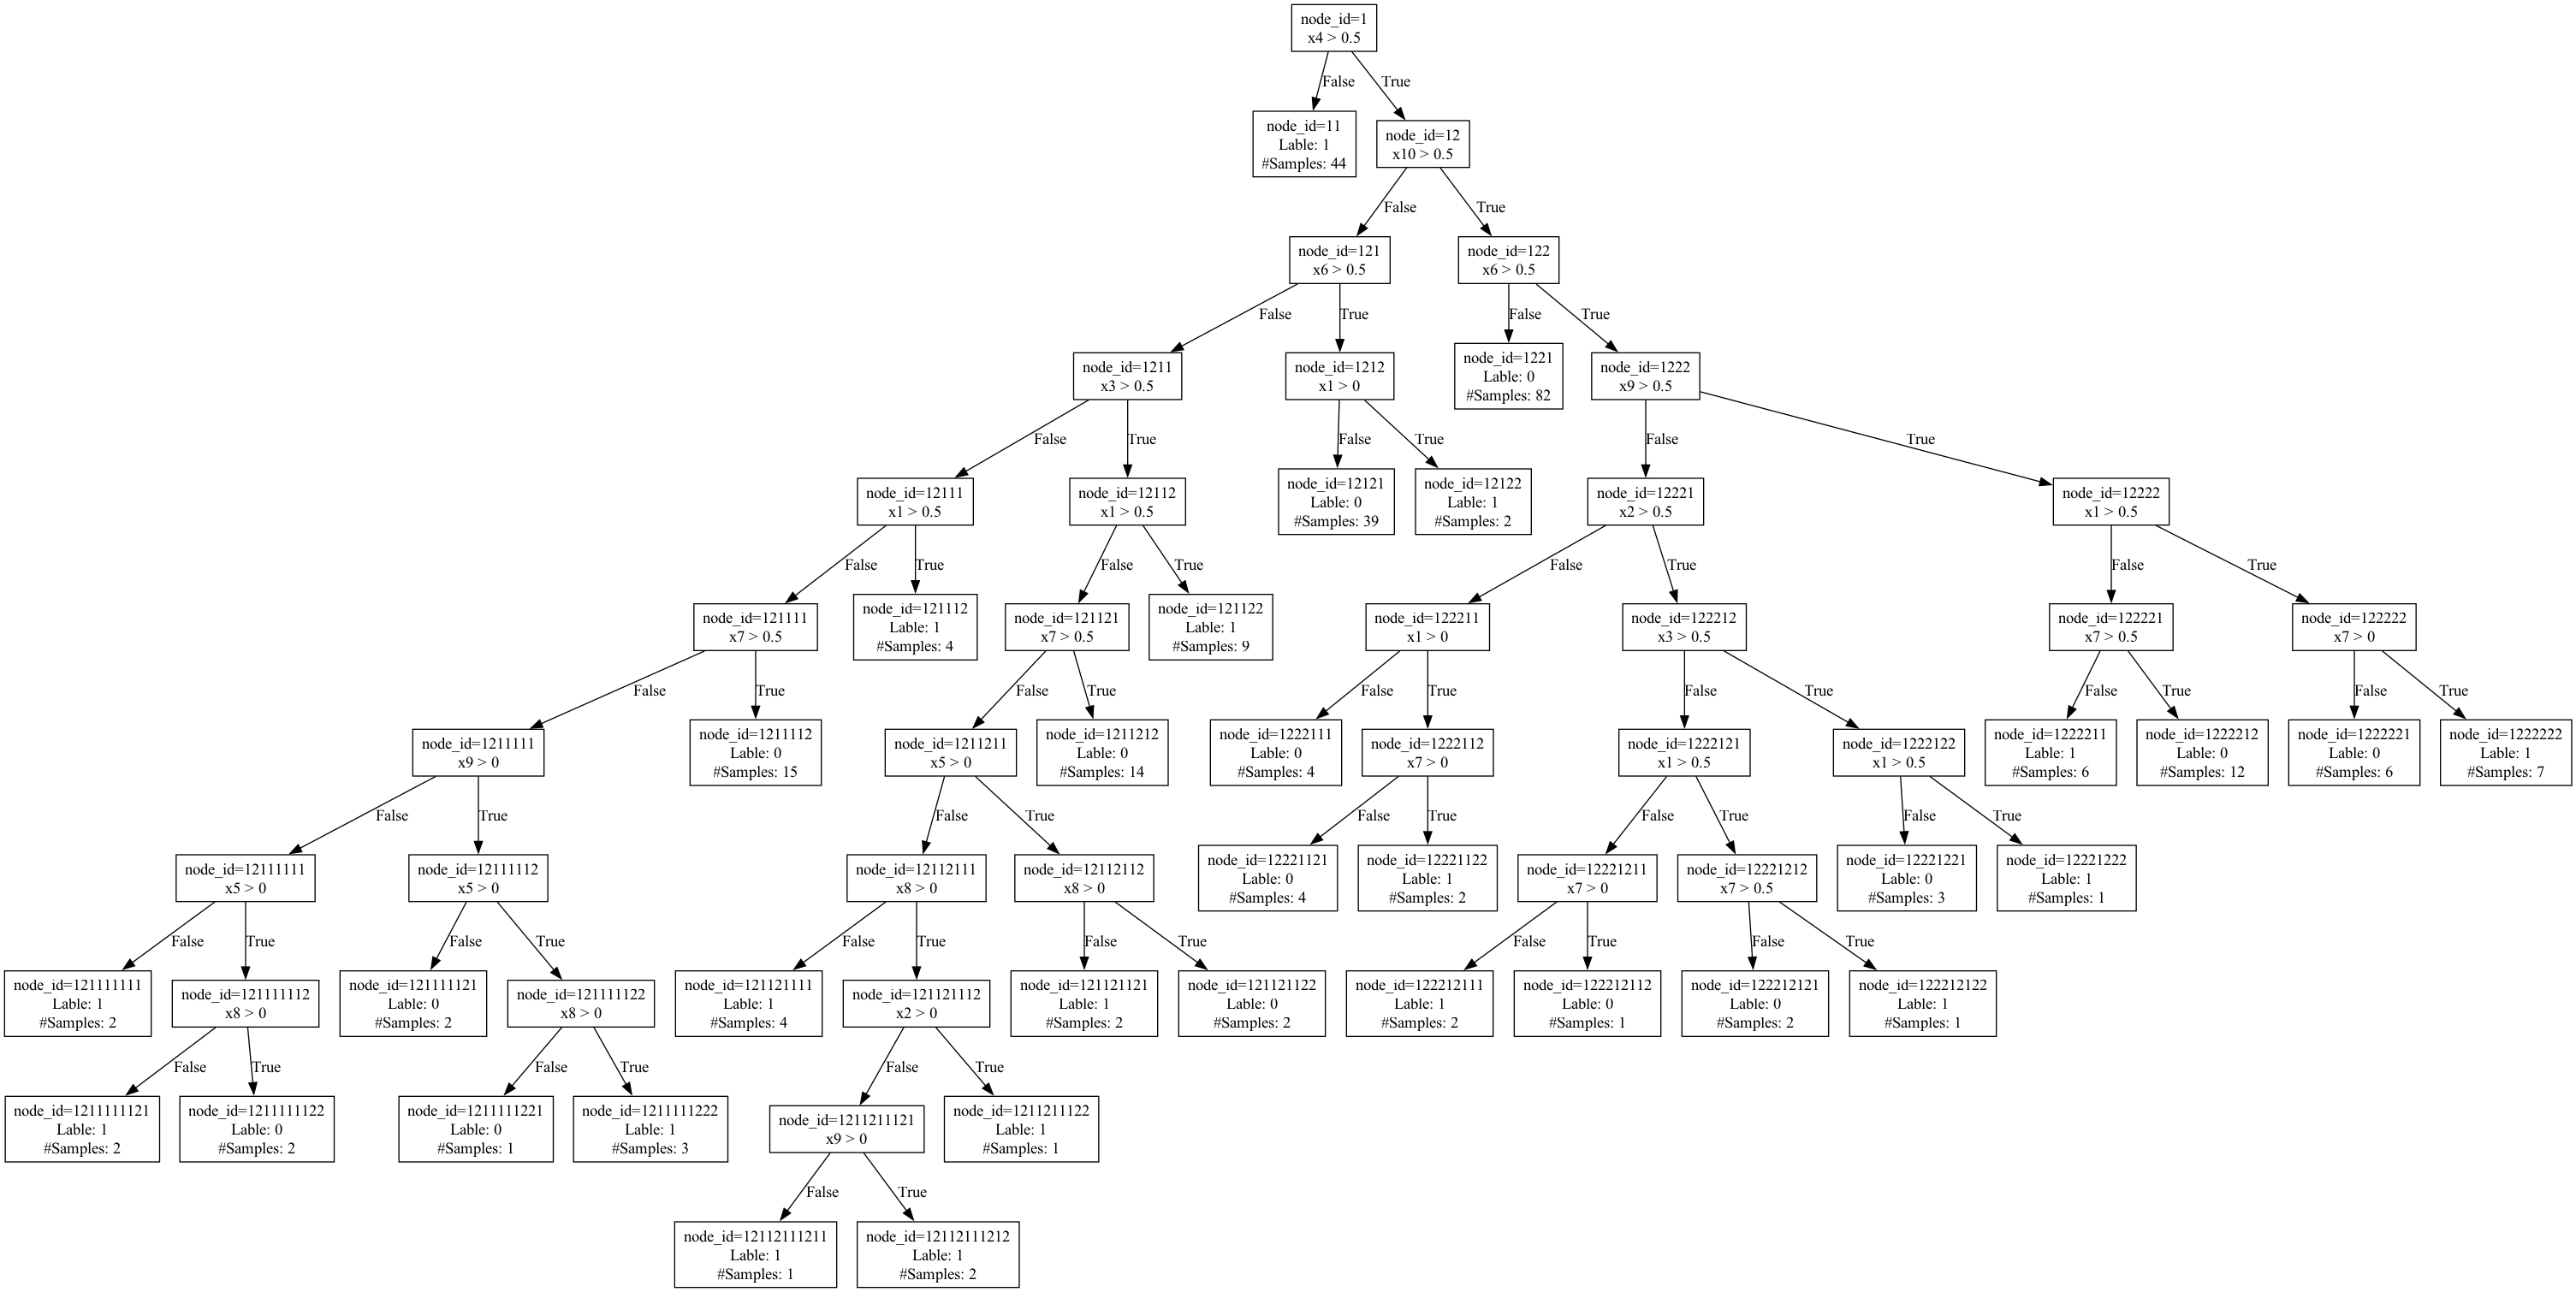 node_id=1
x4 > 0.5
False
True
node_id=11
Lable: 1
#Samples: 44
node_id=12
x10 > 0.5
False
True
node_id=121
x6 > 0.5
node_id=122
x6 > 0.5
False
True
False
True
node_id=1211
x3 > 0.5
node_id=1212
x1 > 0
node_id=1221
Lable: 0
#Samples: 82
node_id=1222
x9 > 0.5
False
True
False
True
False
True
node_id=12111
x1 > 0.5
node_id=12112
x1 > 0.5
node_id=12121
Lable: 0
#Samples: 39
node_id=12122
Lable: 1
#Samples: 2
node_id=12221
x2 > 0.5
node_id=12222
x1 > 0.5
False
True
False
True
False
True
False
True
node_id=121111
x7 > 0.5
node_id=121112
Lable: 1
#Samples: 4
node_id=121121
x7 > 0.5
node_id=121122
Lable: 1
#Samples: 9
node_id=122211
x1 > 0
node_id=122212
x3 > 0.5
node_id=122221
x7 > 0.5
node_id=122222
x7 > 0
False
True
False
True
False
True
False
True
False
True
False
True
node_id=1211111
x9 > 0
node_id=1211112
Lable: 0
#Samples: 15
node_id=1211211
x5 > 0
node_id=1211212
Lable: 0
#Samples: 14
node_id=1222111
Lable: 0
#Samples: 4
node_id=1222112
x7 > 0
node_id=1222121
x1 > 0.5
node_id=1222122
x1 > 0.5
node_id=1222211
Lable: 1
#Samples: 6
node_id=1222212
Lable: 0
#Samples: 12
node_id=1222221
Lable: 0
#Samples: 6
node_id=1222222
Lable: 1
#Samples: 7
False
True
False
True
False
True
False
True
False
True
node_id=12111111
x5 > 0
node_id=12111112
x5 > 0
node_id=12112111
x8 > 0
node_id=12112112
x8 > 0
node_id=12221121
Lable: 0
#Samples: 4
node_id=12221122
Lable: 1
#Samples: 2
node_id=12221211
x7 > 0
node_id=12221212
x7 > 0.5
node_id=12221221
Lable: 0
#Samples: 3
node_id=12221222
Lable: 1
#Samples: 1
False
True
False
True
False
True
False
True
False
True
False
True
node_id=121111111
Lable: 1
#Samples: 2
node_id=121111112
x8 > 0
node_id=121111121
Lable: 0
#Samples: 2
node_id=121111122
x8 > 0
node_id=121121111
Lable: 1
#Samples: 4
node_id=121121112
x2 > 0
node_id=121121121
Lable: 1
#Samples: 2
node_id=121121122
Lable: 0
#Samples: 2
node_id=122212111
Lable: 1
#Samples: 2
node_id=122212112
Lable: 0
#Samples: 1
node_id=122212121
Lable: 0
#Samples: 2
node_id=122212122
Lable: 1
#Samples: 1
False
True
False
True
False
True
node_id=1211111121
Lable: 1
#Samples: 2
node_id=1211111122
Lable: 0
#Samples: 2
node_id=1211111221
Lable: 0
#Samples: 1
node_id=1211111222
Lable: 1
#Samples: 3
node_id=1211211121
x9 > 0
node_id=1211211122
Lable: 1
#Samples: 1
False
True
node_id=12112111211
Lable: 1
#Samples: 1
node_id=12112111212
Lable: 1
#Samples: 2